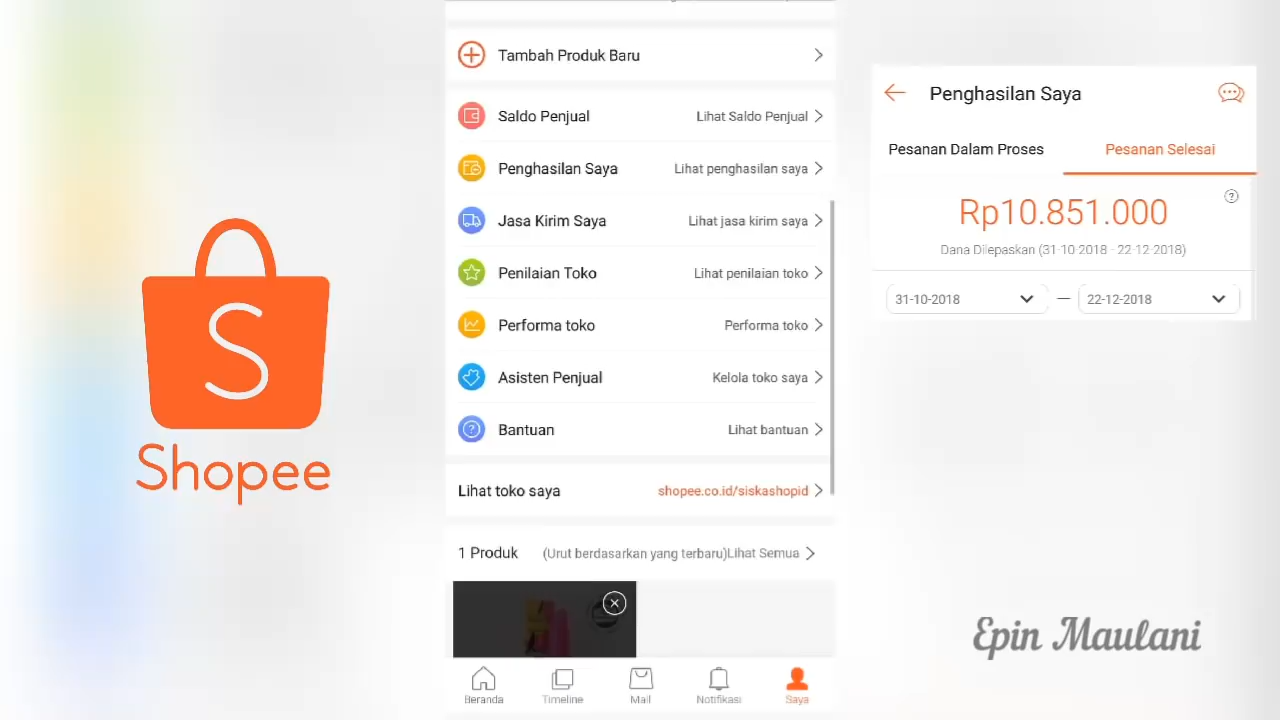 Shopee
Tambah Produk Baru
Saldo Penjual Lihat Saldo Penjual
Penghasilan Saya Lihat penghasilan saya
Jasa Kirim Saya Lihat jasa kirim saya
Penilaian Toko Lihat penilaian toko
Performa toko Performa toko
Asisten Penjual Kelola toko saya
Bantuan Lihat bantuan
Lihat toko saya shopee.co.id/siskashopid
1 Produk (Urut berdasarkan yang terbaru)Lihat Semua
Beranda Timeline Mall Notifikasi Saya
Penghasilan Saya
Pesanan Dalam Proses Pesanan Selesai
Rp10.851.000
Dana Dilepaskan (31-10-2018 - 22-12-2018)
31-10-2018 — 22-12-2018
Epin Maulani